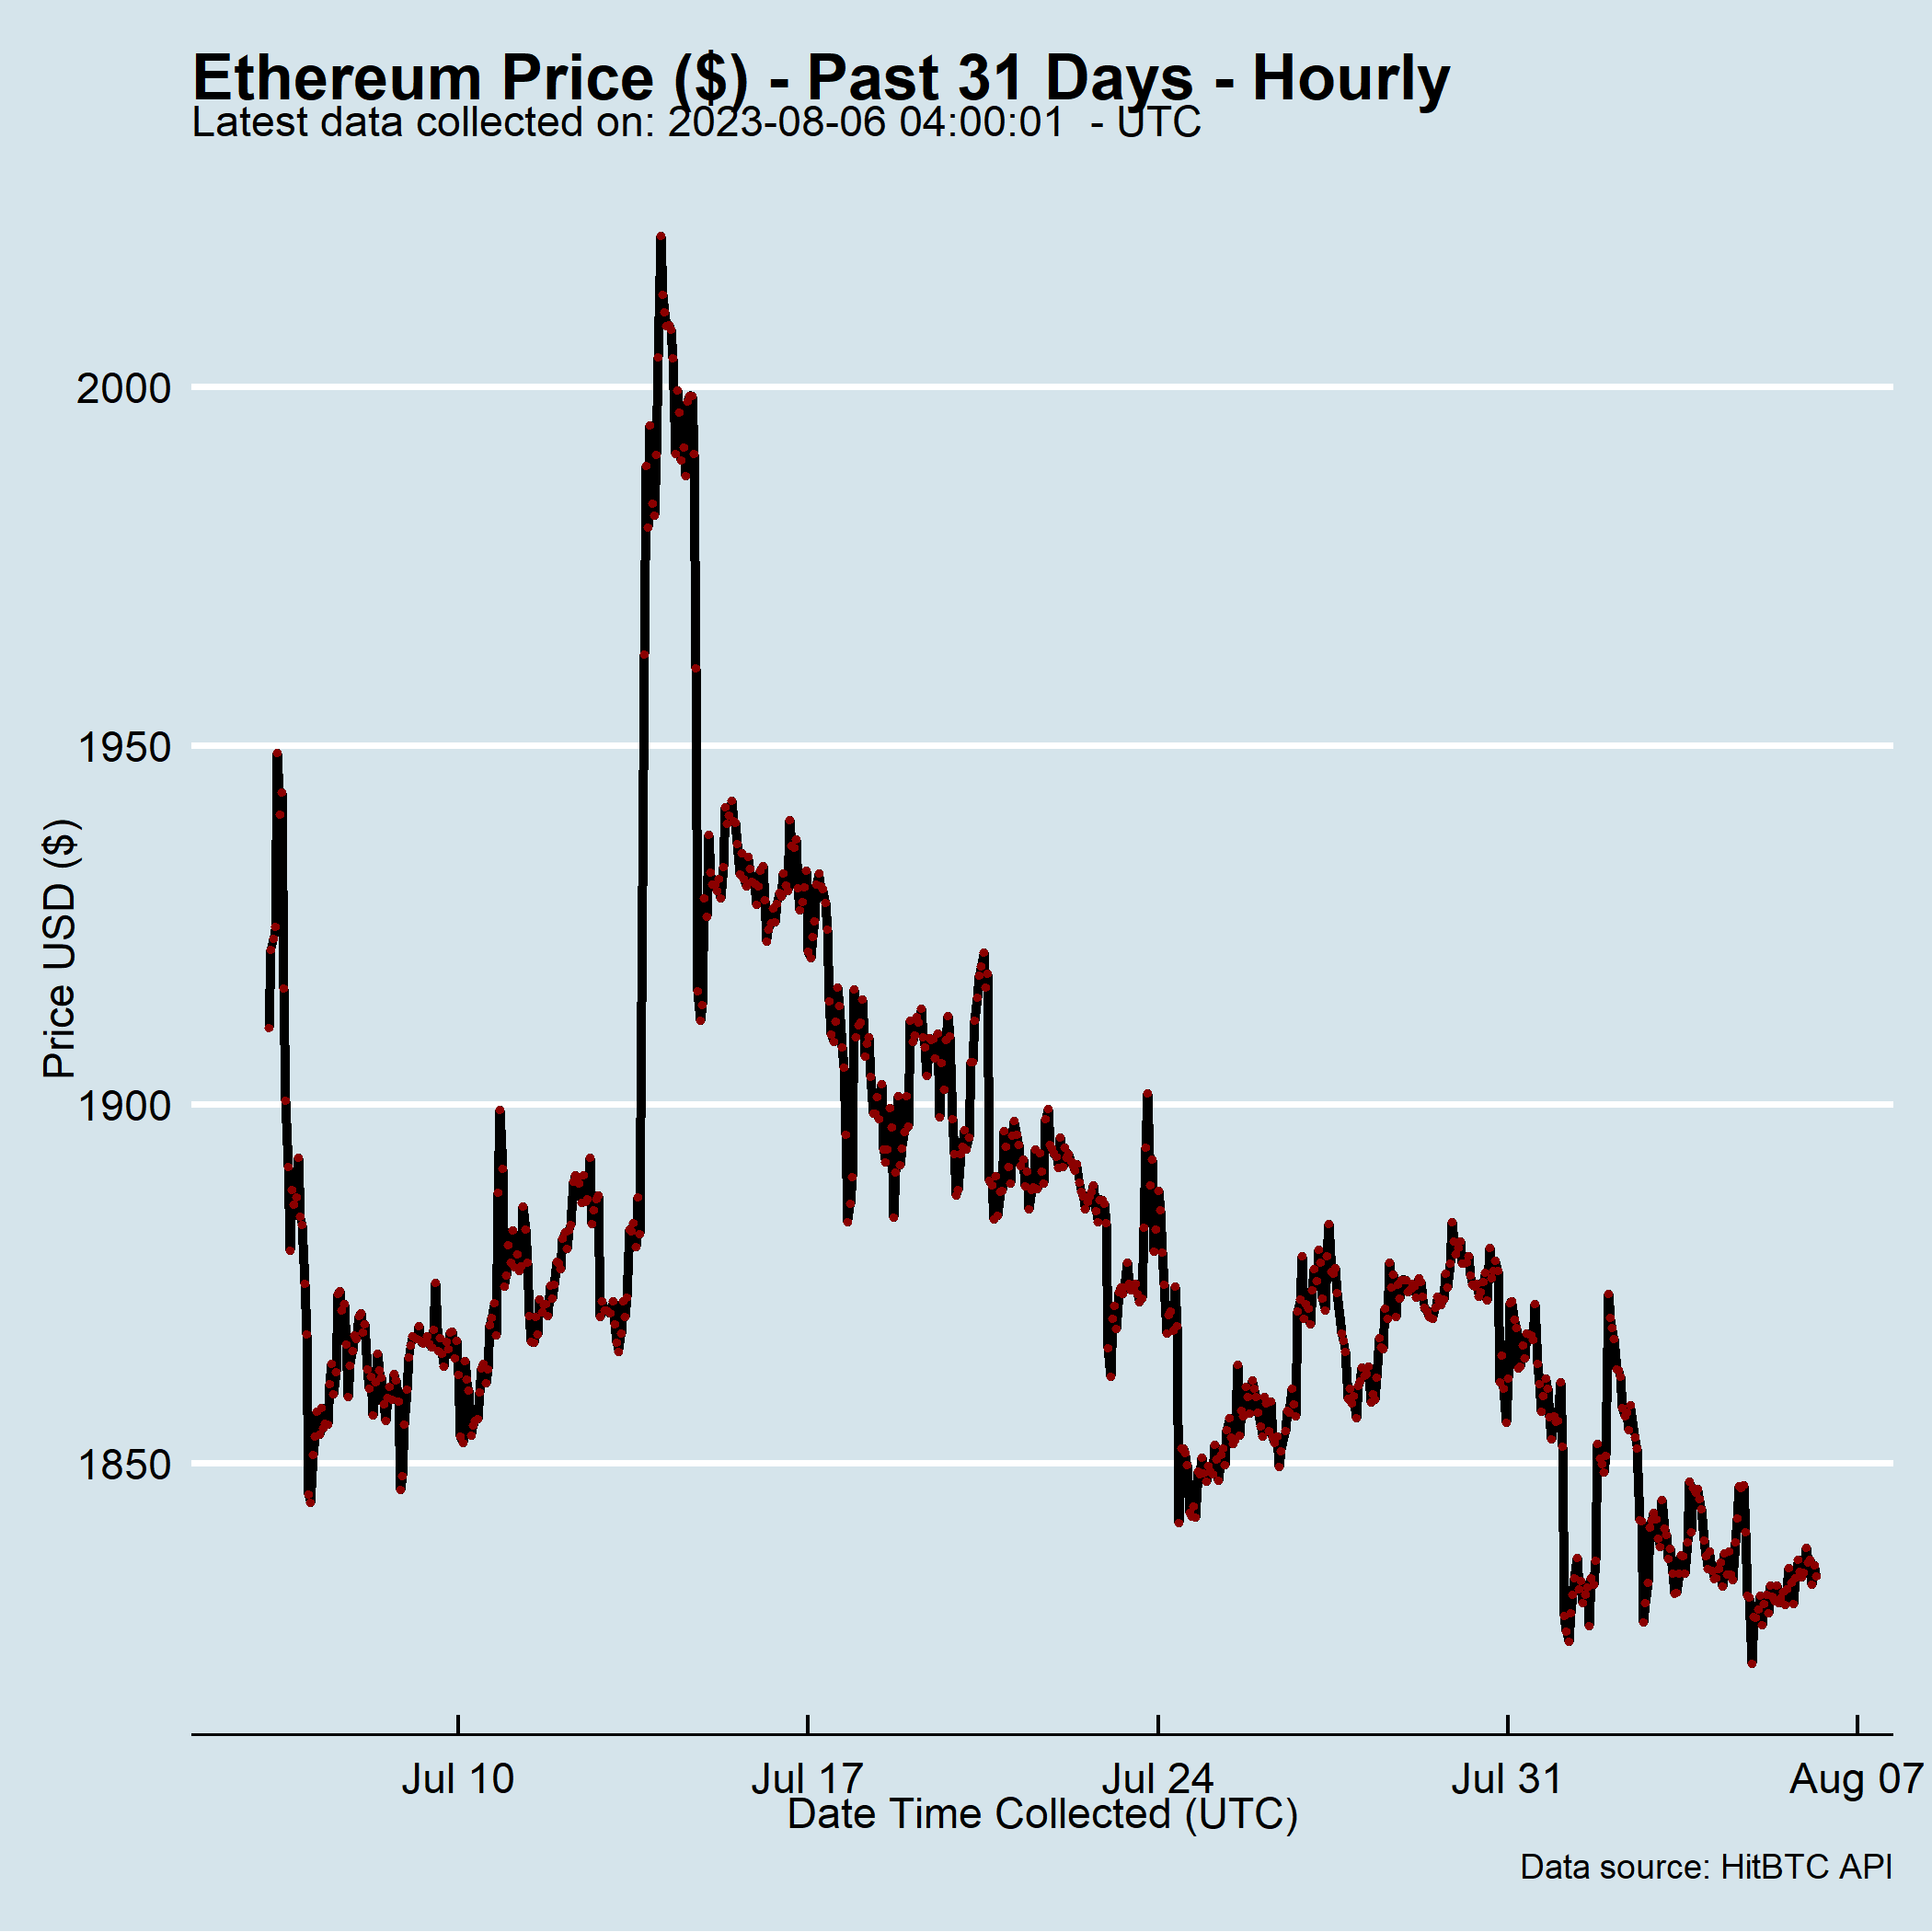 Ethereum Price ($) - Past 31 Days - Hourly
Latest data collected on: 2023-08-06 04:00:01  - UTC
2000
1950
1900
1850
Price USD ($)
Jul 10
Jul 17
Jul 24
Jul 31
Aug 07
Date Time Collected (UTC)
Data source: HitBTC API